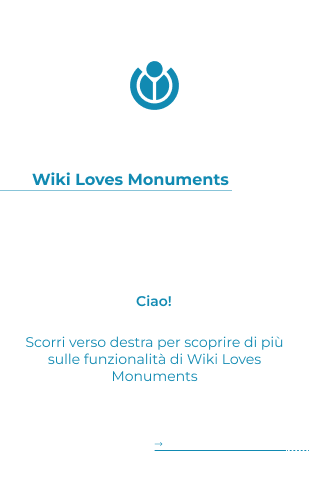 Wiki Loves Monuments
Ciao!
Scorri verso destra per scoprire di più
sulle funzionalità di Wiki Loves
Monuments
→